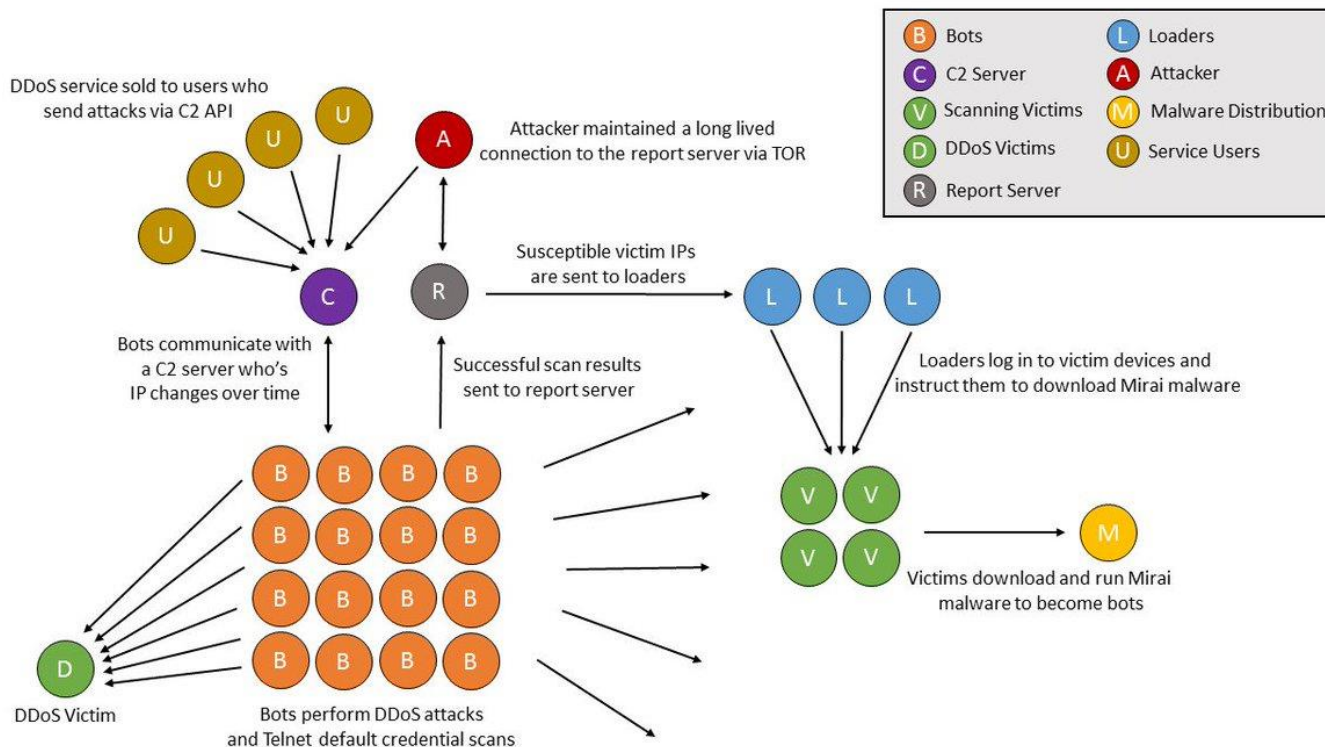 DDoS service sold to users who
send attacks via C2 API
U
U
U
U
A
Attacker maintained a long lived
connection to the report server via TOR
B Bots
L Loaders
C C2 Server
A Attacker
V Scanning Victims
M Malware Distribution
D DDoS Victims
U Service Users
R Report Server
C
R
Susceptible victim IPs
are sent to loaders
L L L
Bots communicate with
a C2 server who's
IP changes over time
Successful scan results
sent to report server
Loaders log in to victim devices and
instruct them to download Mirai malware
B B B B
B B B B
B B B B
B B B B
V V
V V
M
Victims download and run Mirai
malware to become bots
D
DDoS Victim
Bots perform DDoS attacks
and Telnet default credential scans